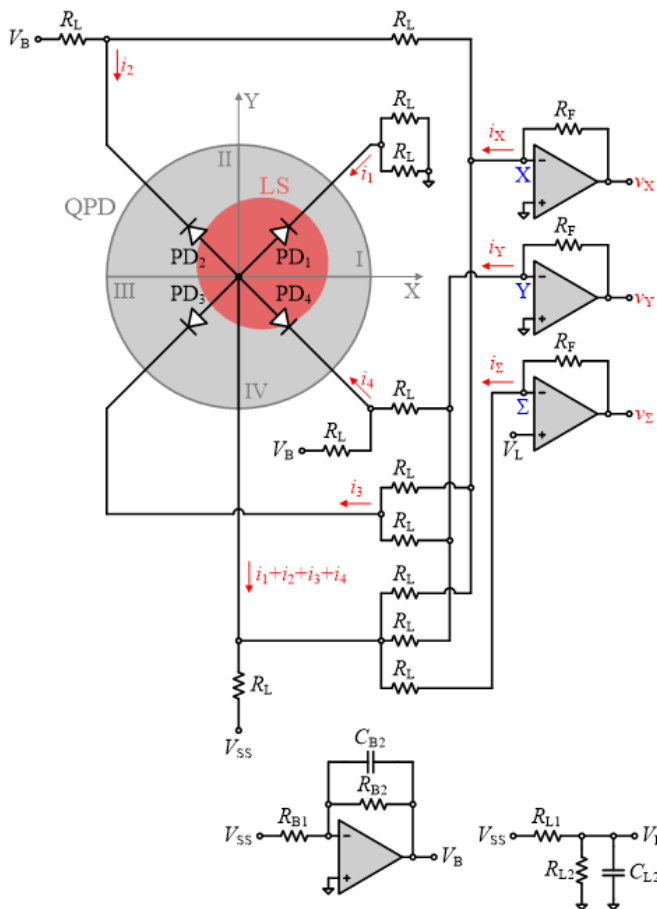 R_L
V_B
R_L
i_2
Y
R_L
II
R_L
i_1
QPD
LS
PD_2
PD_1
I
III
PD_3
PD_4
X
IV
i_X
R_F
X
v_X
i_Y
R_F
Y
v_Y
i_Σ
R_F
Σ
V_L
v_Σ
i_4
R_L
R_L
V_B
i_3
R_L
R_L
i_1+i_2+i_3+i_4
R_L
R_L
R_L
R_L
V_SS
C_B2
R_B2
R_B1
V_SS
V_B
V_SS
R_L1
R_L2
C_L2